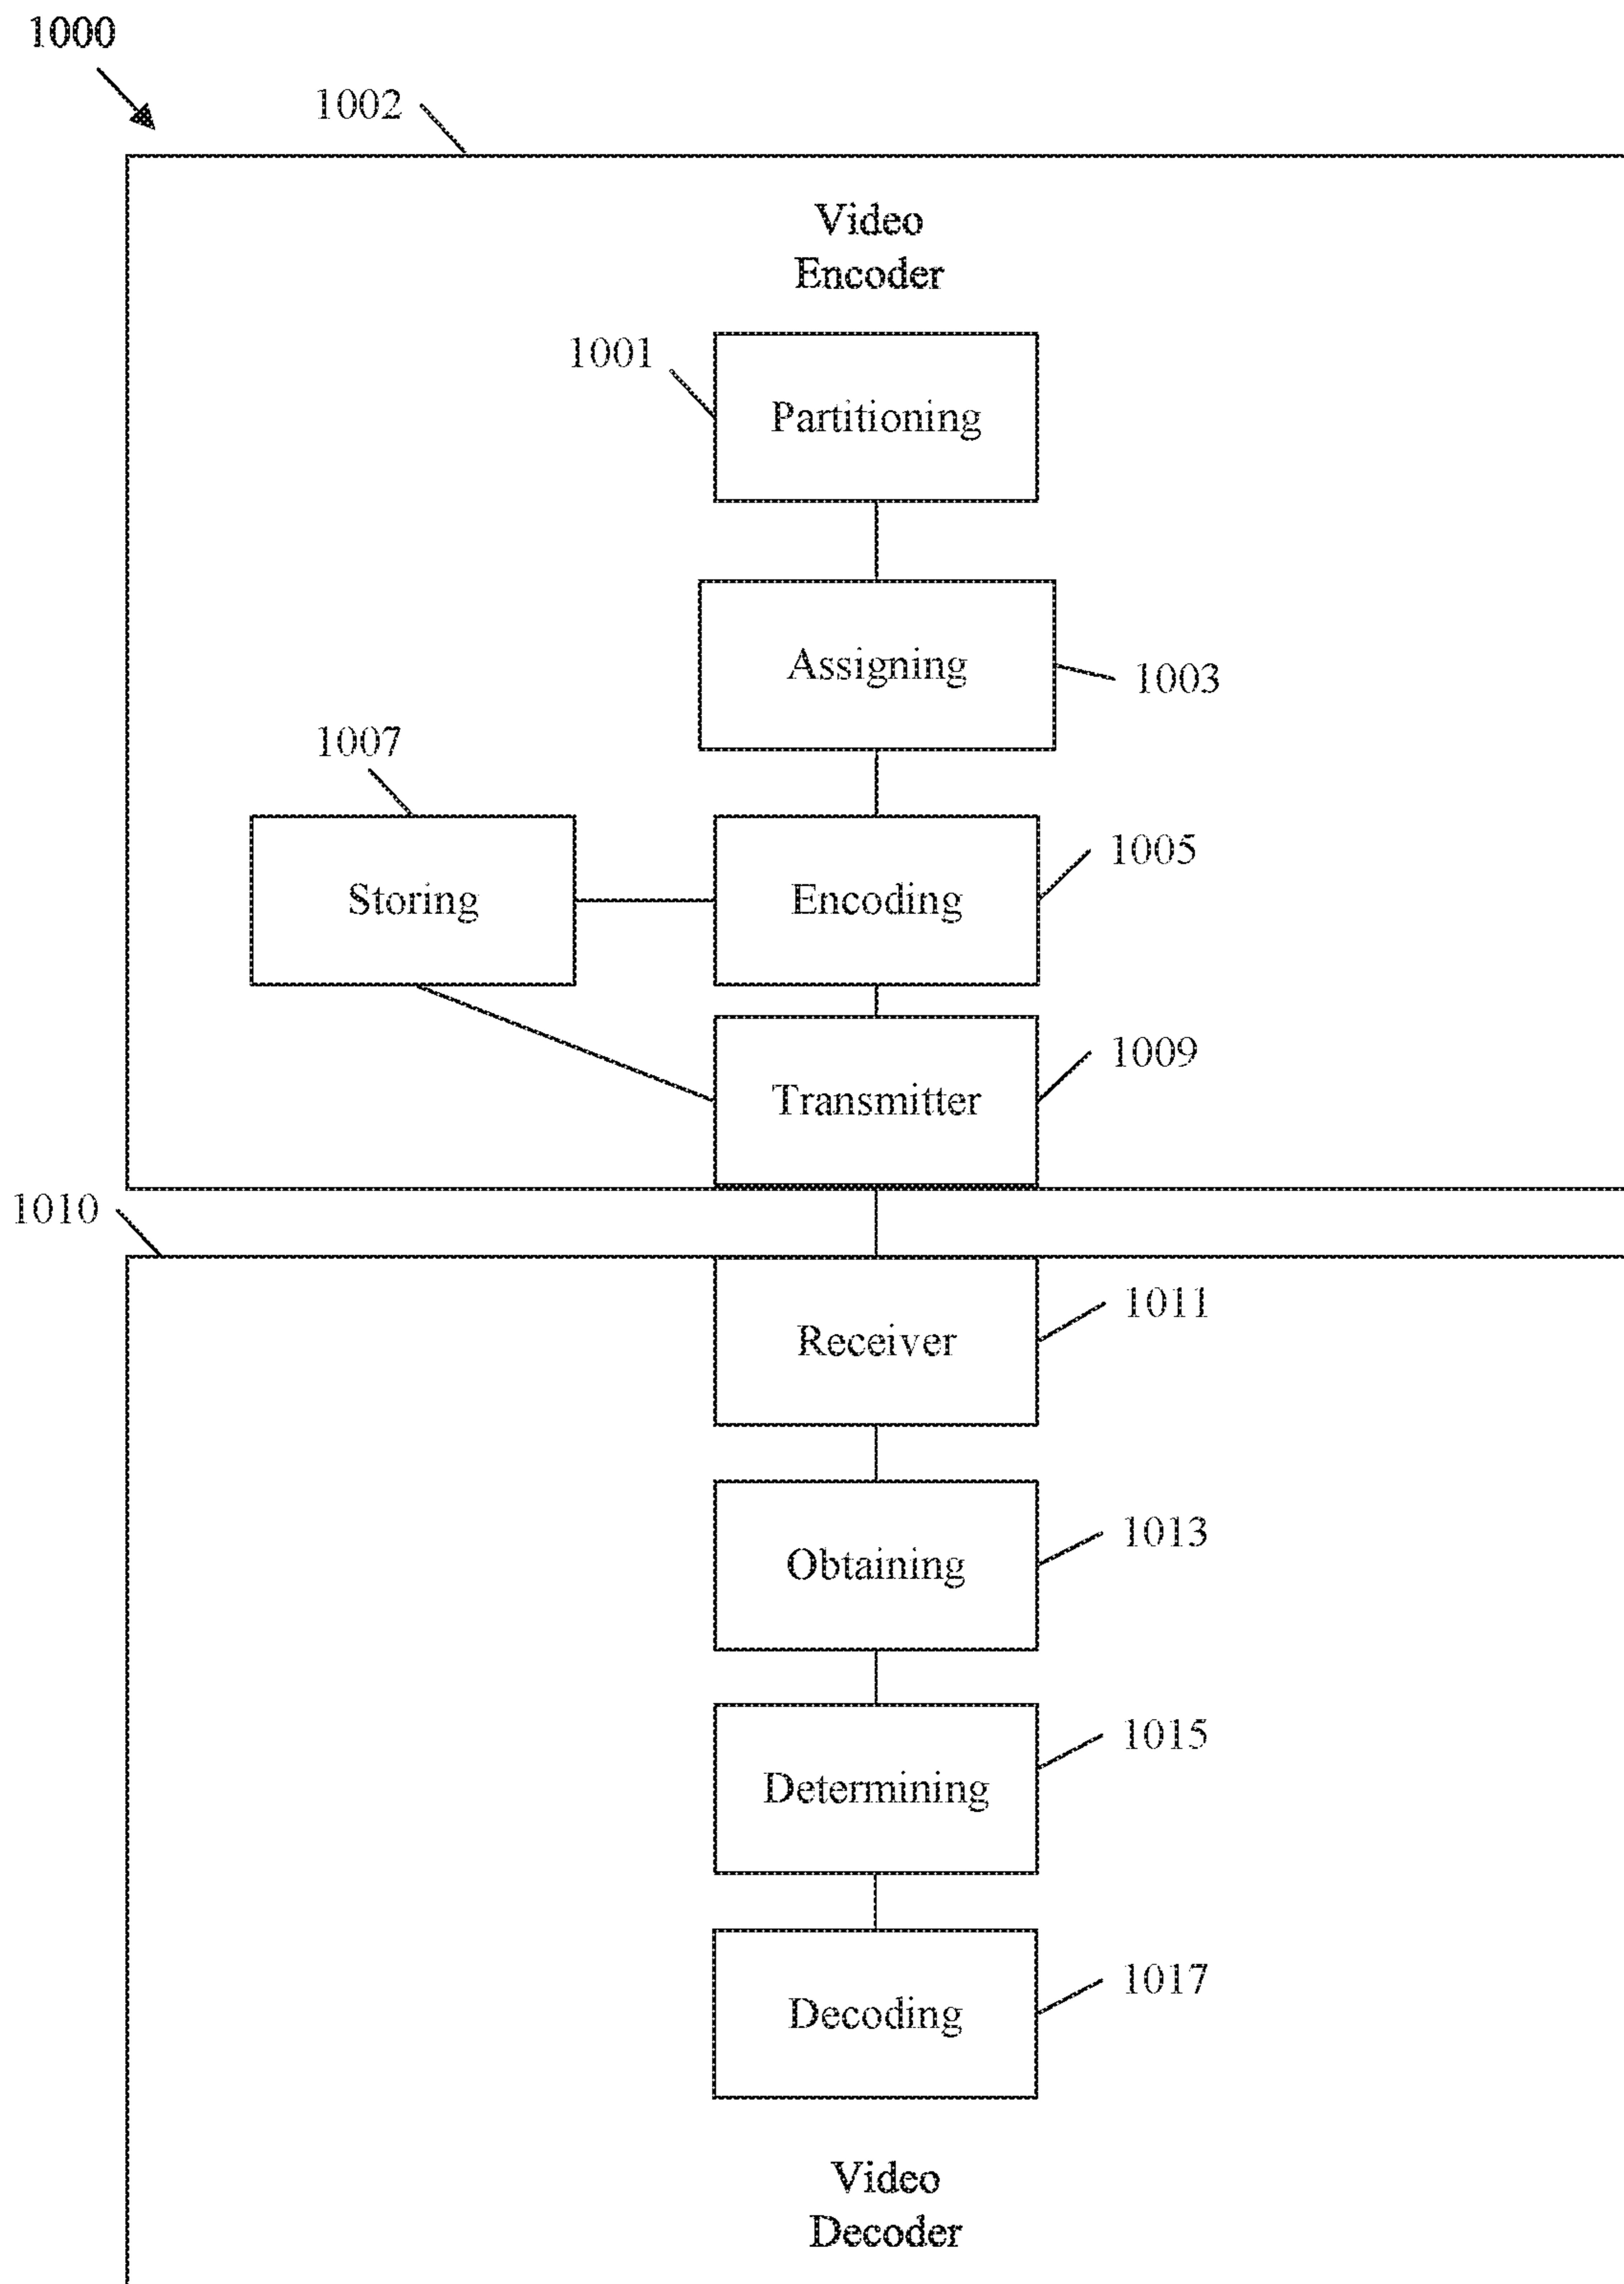 1000
1002
Video
Encoder
1001
Partitioning
Assigning
1003
1007
Storing
Encoding
1005
Transmitter
1009
1010
Receiver
1011
Obtaining
1013
Determining
1015
Decoding
1017
Video
Decoder